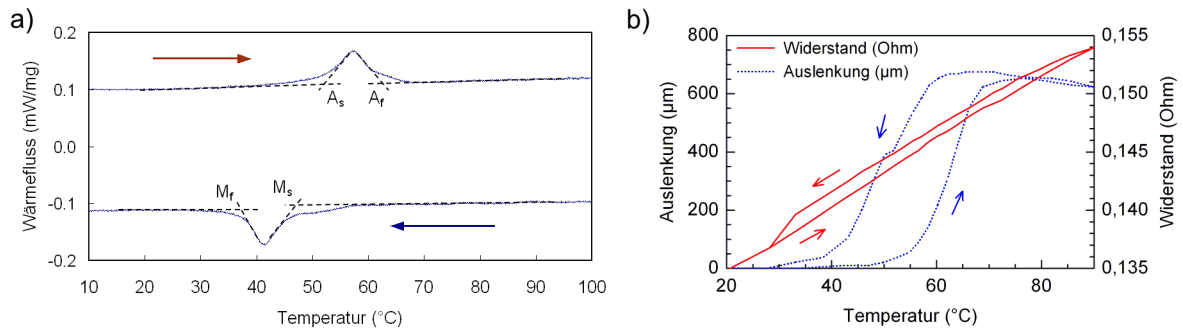 a)
Wärmefluss (mW/mg)
0.2
0.1
0.0
-0.1
-0.2
As
Af
Mf
Ms
10 20 30 40 50 60 70 80 90 100
Temperatur (°C)
b)
Auslenkung (µm)
800
600
400
200
0
Widerstand (Ohm)
Auslenkung (µm)
0,155
0,150
0,145
0,140
0,135
Widerstand (Ohm)
20 40 60 80
Temperatur (°C)